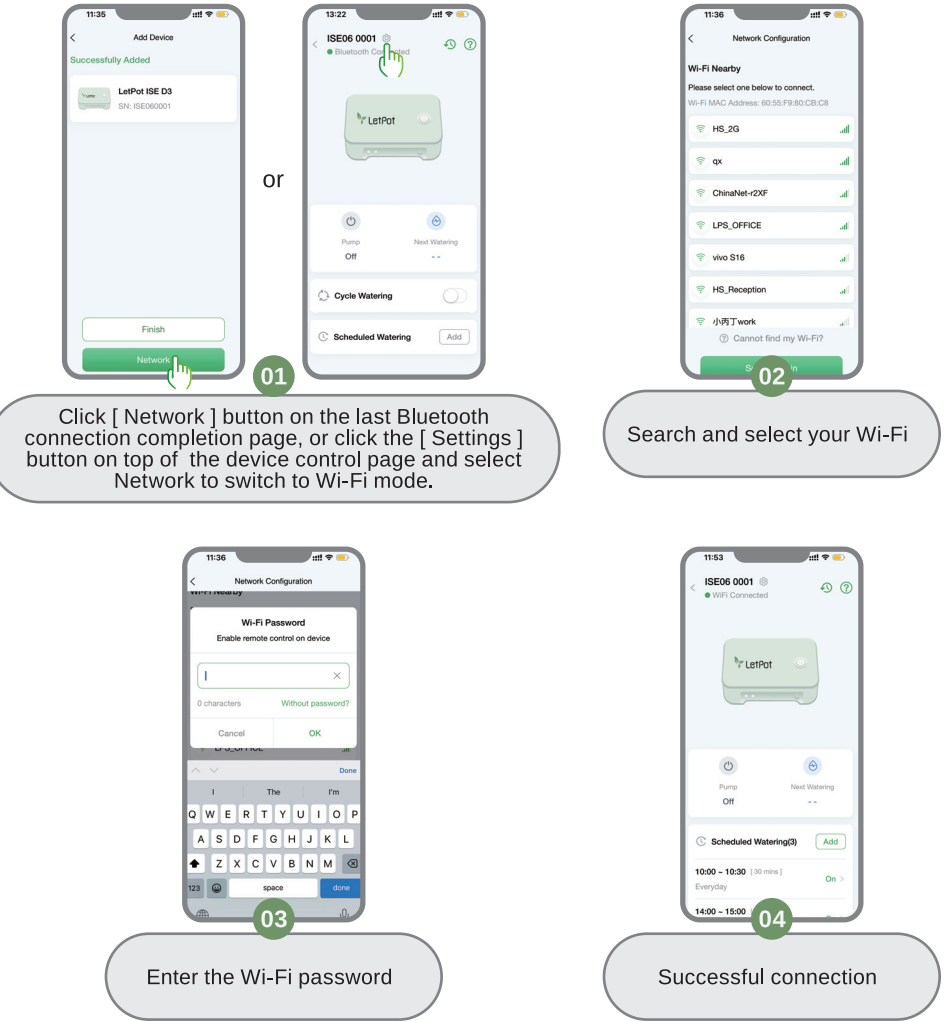 11:35
Add Device
Successfully Added
LetPot ISE D3
SN: ISE060001
Finish
Network
or
13:22
ISE06 0001
Bluetooth Connected
LetPot
Pump
Off
Next Watering
--
Cycle Watering
Scheduled Watering
Add
01
Click [ Network ] button on the last Bluetooth
connection completion page, or click the [ Settings ]
button on top of the device control page and select
Network to switch to Wi-Fi mode.
11:36
Network Configuration
Wi-Fi Nearby
Please select one below to connect.
Wi-Fi MAC Address: 60:55:F9:80:CB:C8
HS_2G
qx
ChinaNet-r2XF
LPS_OFFICE
vivo S16
HS_Reception
小丙丁work
Cannot find my Wi-Fi?
02
Search and select your Wi-Fi
11:36
Network Configuration
Wi-Fi Nearby
Wi-Fi Password
Enable remote control on device
0 characters
Without password?
Cancel
OK
LPS_OFFICE
Done
I The I'm
Q W E R T Y U I O P
A S D F G H J K L
Z X C V B N M
123 space done
03
Enter the Wi-Fi password
11:53
ISE06 0001
WiFi Connected
LetPot
Pump
Off
Next Watering
--
Scheduled Watering(3)
Add
10:00 ~ 10:30 [ 30 mins ]
Everyday
On
14:00 ~ 15:00
04
Successful connection